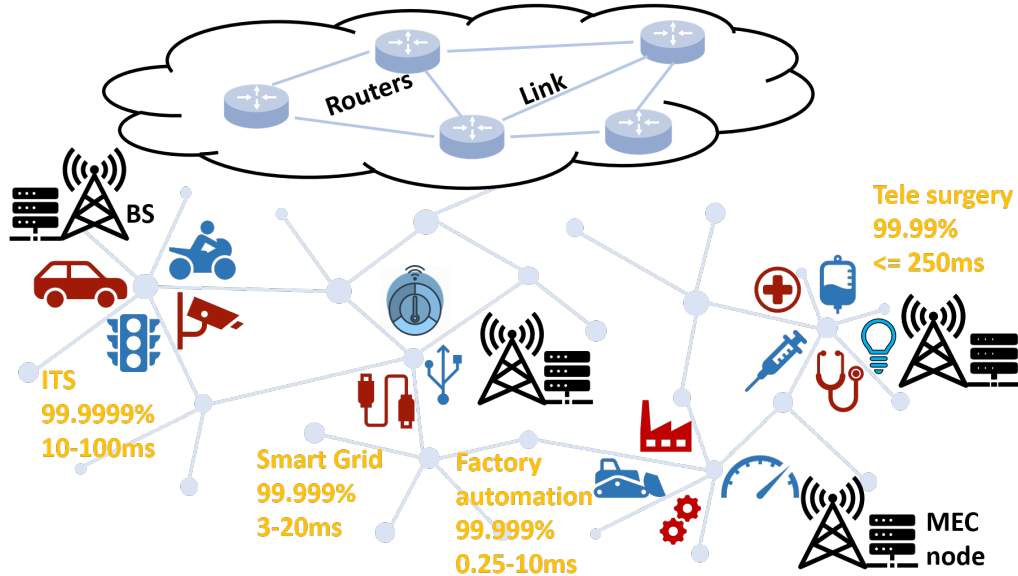 Routers
Link
BS
Tele surgery
99.99%
<= 250ms
ITS
99.9999%
10-100ms
Smart Grid
99.999%
3-20ms
Factory
automation
99.999%
0.25-10ms
MEC
node